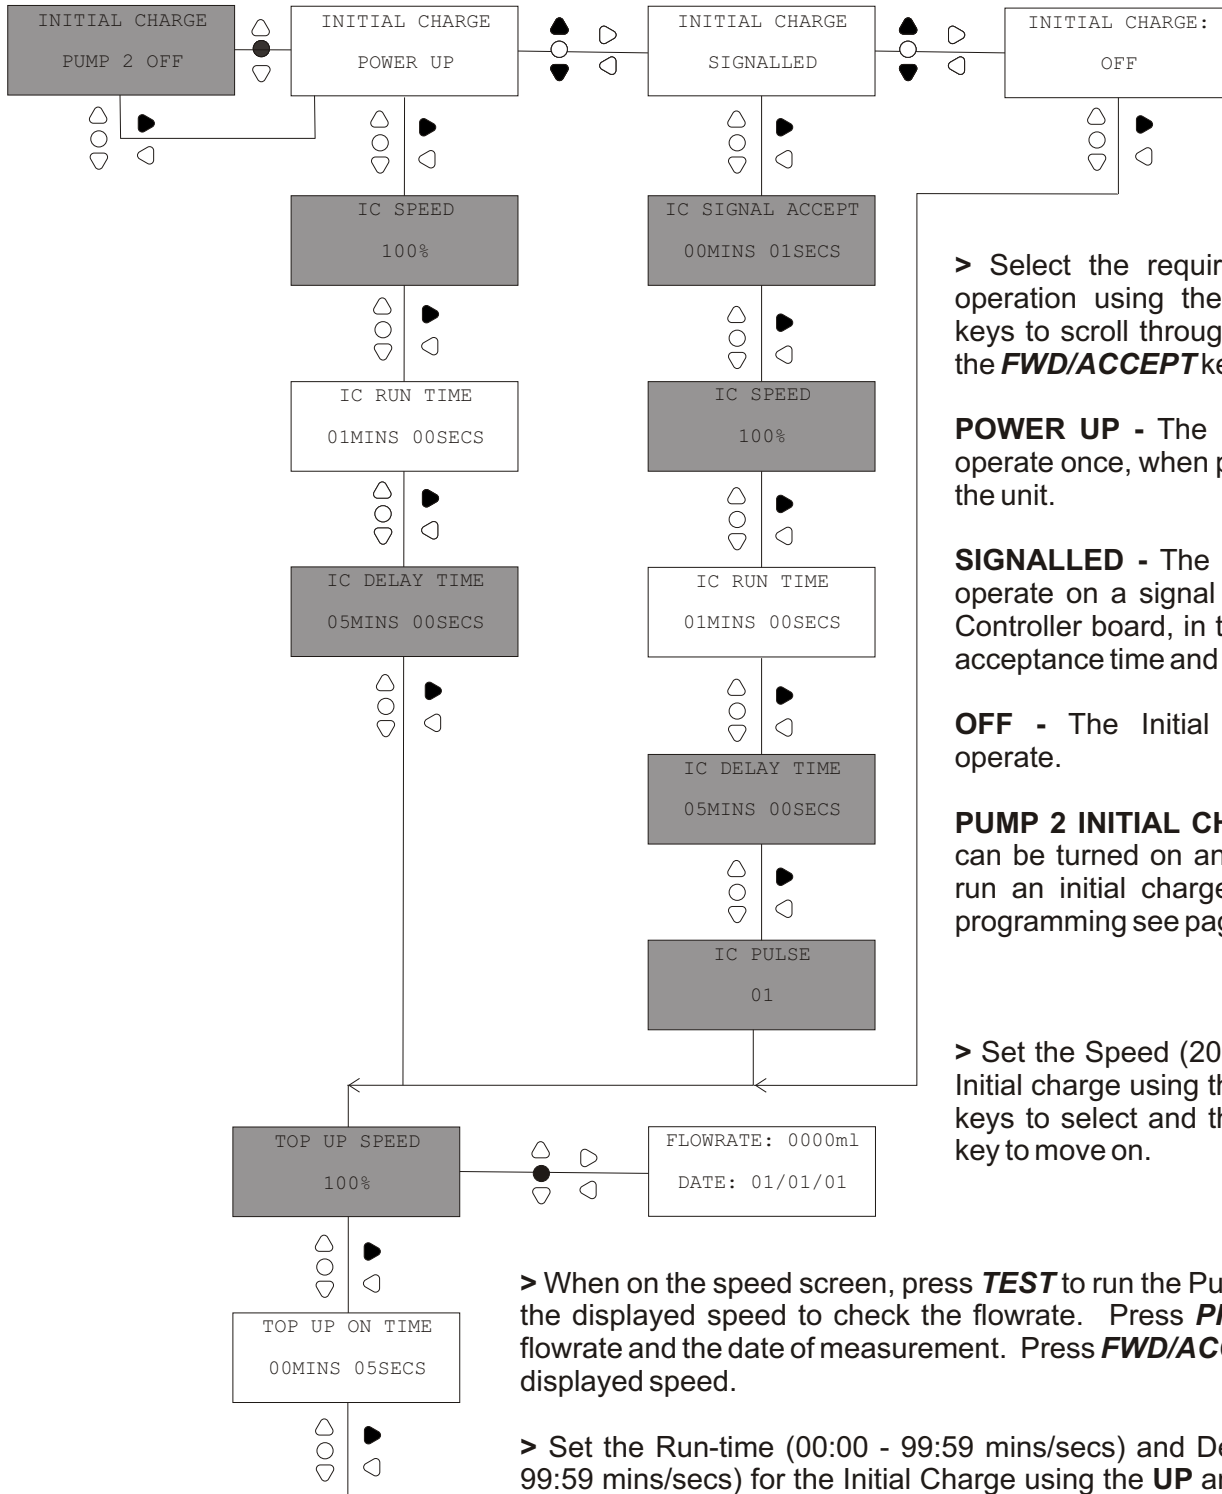 INITIAL CHARGE
PUMP 2 OFF
INITIAL CHARGE
POWER UP
INITIAL CHARGE
SIGNALLED
INITIAL CHARGE:
OFF
IC SPEED
100%
IC RUN TIME
01MINS 00SECS
IC DELAY TIME
05MINS 00SECS
IC SIGNAL ACCEPT
00MINS 01SECS
IC SPEED
100%
IC RUN TIME
01MINS 00SECS
IC DELAY TIME
05MINS 00SECS
IC PULSE
01
> Select the requir
operation using the
keys to scroll throug
the FWD/ACCEPT ke
POWER UP - The
operate once, when p
the unit.
SIGNALLED - The
operate on a signal
Controller board, in t
acceptance time and
OFF - The Initial
operate.
PUMP 2 INITIAL CH
can be turned on an
run an initial charge
programming see pag
> Set the Speed (20
Initial charge using th
keys to select and th
key to move on.
TOP UP SPEED
100%
FLOWRATE: 0000ml
DATE: 01/01/01
TOP UP ON TIME
00MINS 05SECS
> When on the speed screen, press TEST to run the Pu
the displayed speed to check the flowrate. Press PR
flowrate and the date of measurement. Press FWD/ACC
displayed speed.
> Set the Run-time (00:00 - 99:59 mins/secs) and De
99:59 mins/secs) for the Initial Charge using the UP an